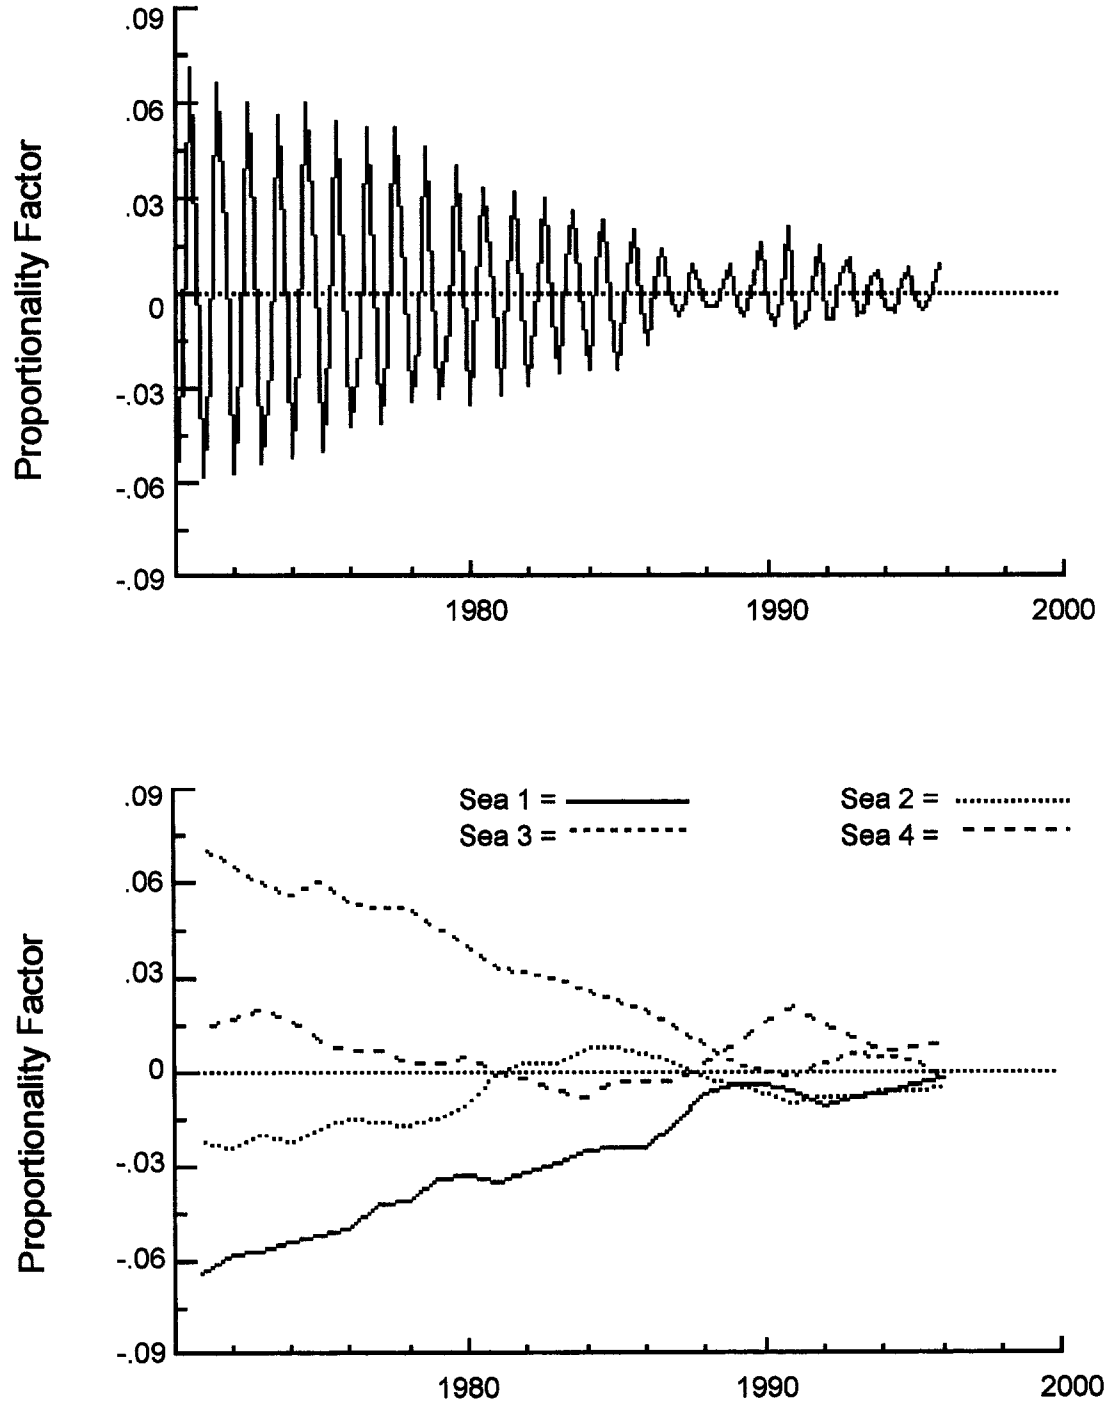 .09
.06
.03
0
-.03
-.06
-.09
Proportionality Factor
1980 1990 2000
Sea 1 = Sea 2 =
Sea 3 = Sea 4 =
.09
.06
.03
0
-.03
-.06
-.09
Proportionality Factor
1980 1990 2000